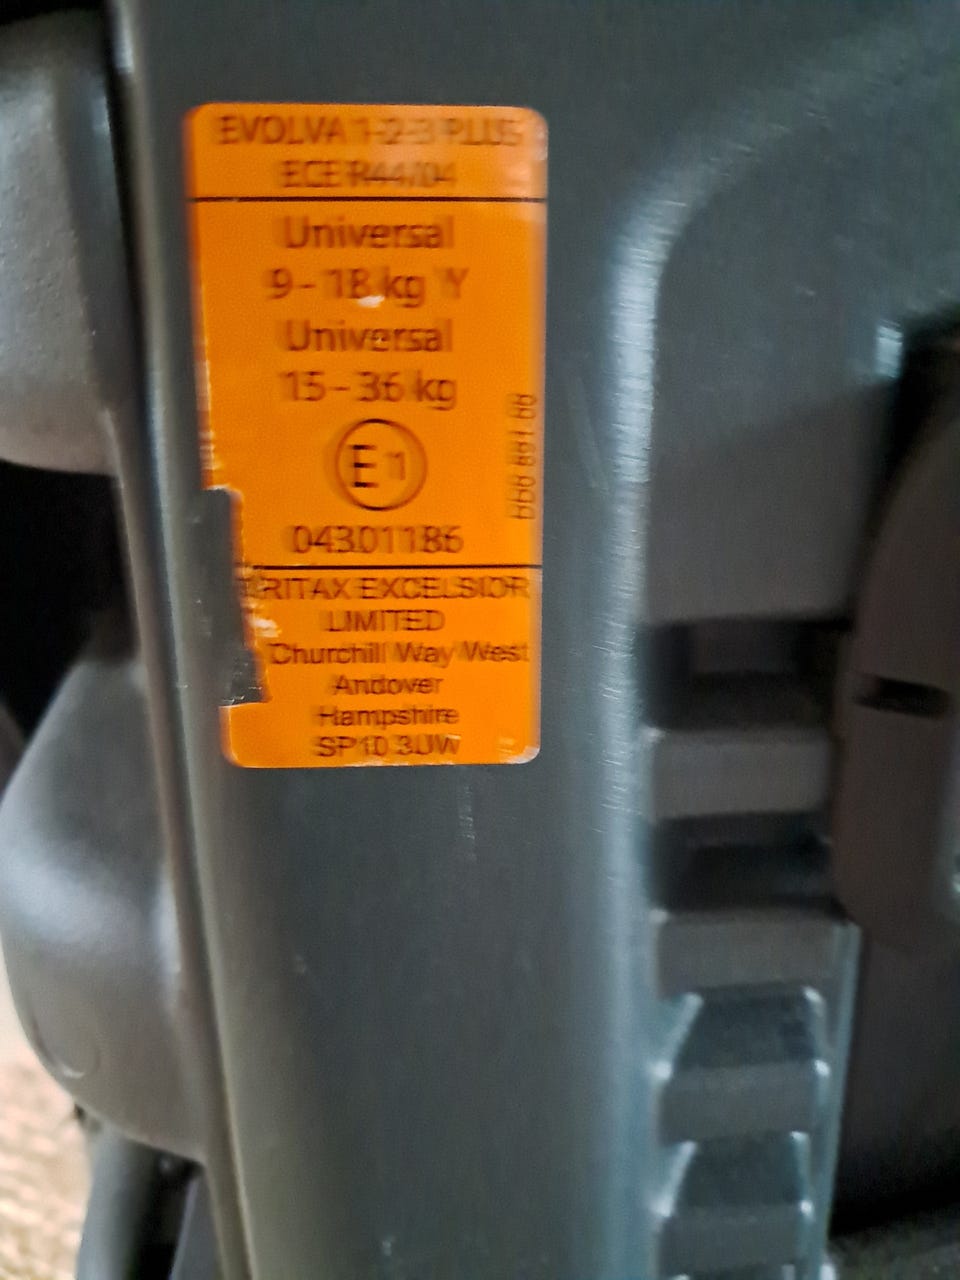 EVOLVA 1-2-3 PLUS
ECE R44/04
Universal
9 - 18 kg Y
Universal
15 - 36 kg
E 1
04301186
RITAX EXCELSIOR
LIMITED
Churchill Way West
Andover
Hampshire
SP10 3UW